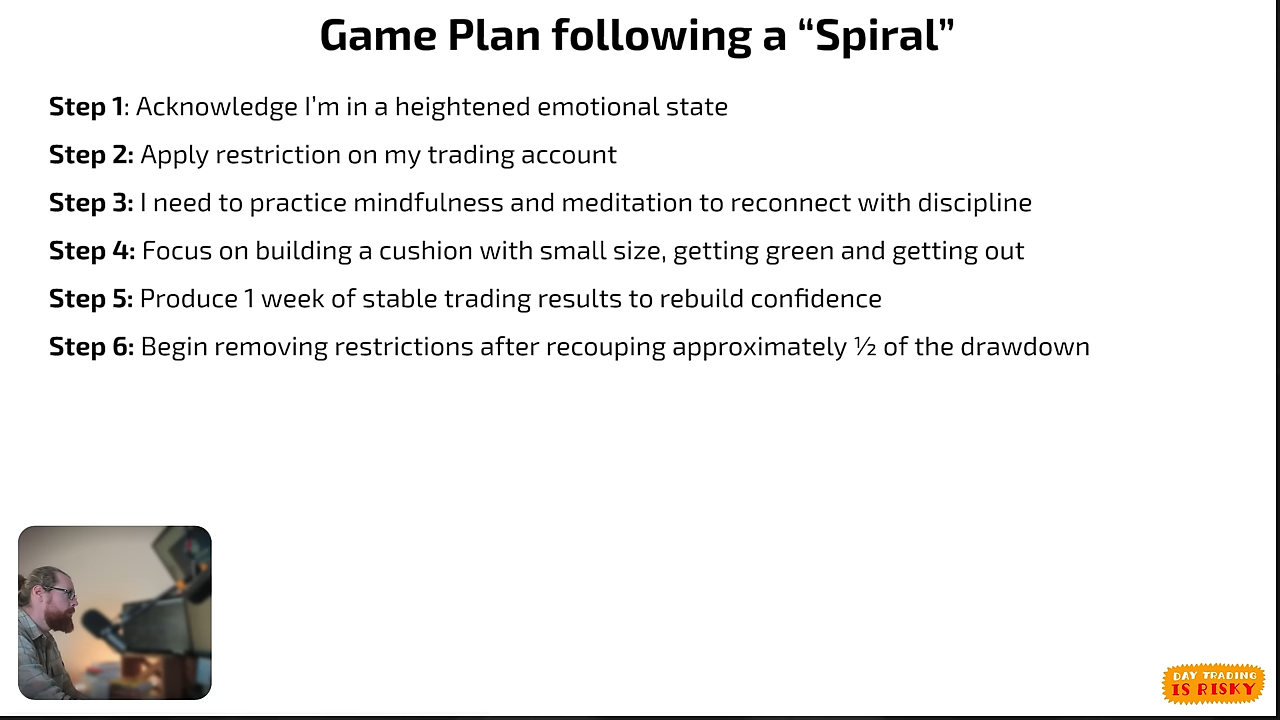 Game Plan following a “Spiral”
Step 1: Acknowledge I'm in a heightened emotional state
Step 2: Apply restriction on my trading account
Step 3: I need to practice mindfulness and meditation to reconnect with discipline
Step 4: Focus on building a cushion with small size, getting green and getting out
Step 5: Produce 1 week of stable trading results to rebuild confidence
Step 6: Begin removing restrictions after recouping approximately ½ of the drawdown
DAY TRADING
IS RISKY